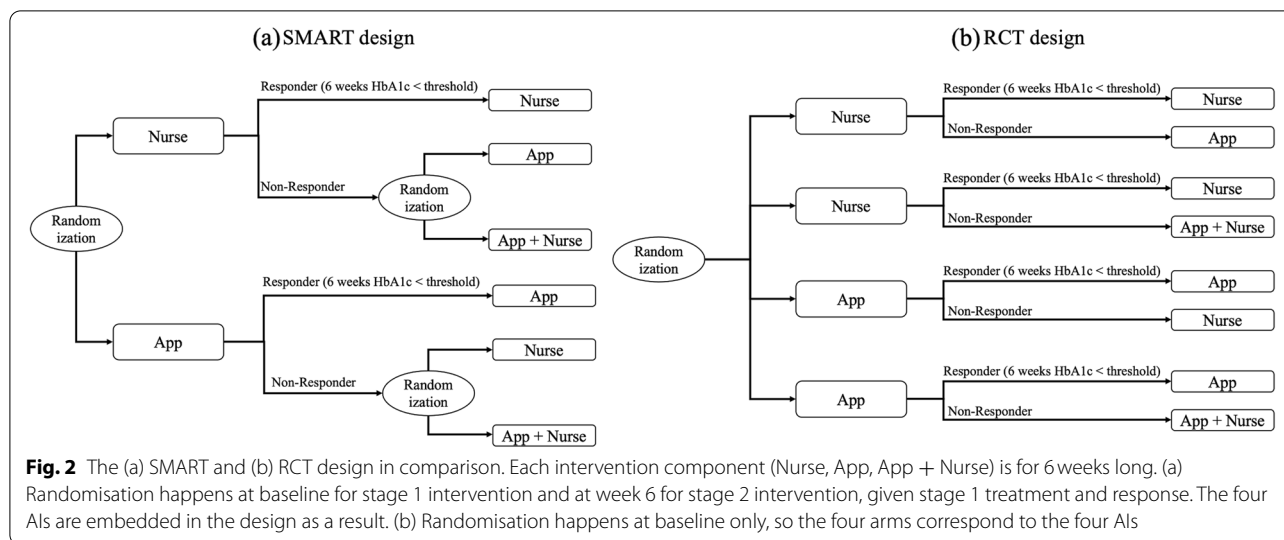 (a) SMART design
Responder (6 weeks HbA1c < threshold)
Nurse
Nurse
App
Non-Responder
Random
ization
App + Nurse
Random
ization
Responder (6 weeks HbA1c < threshold)
App
App
Nurse
Non-Responder
Random
ization
App + Nurse
(b) RCT design
Responder (6 weeks HbA1c < threshold)
Nurse
Nurse
Non-Responder
App
Responder (6 weeks HbA1c < threshold)
Nurse
Nurse
Non-Responder
App + Nurse
Random
ization
Responder (6 weeks HbA1c < threshold)
App
App
Non-Responder
Nurse
Responder (6 weeks HbA1c < threshold)
App
App
Non-Responder
App + Nurse
Fig. 2 The (a) SMART and (b) RCT design in comparison. Each intervention component (Nurse, App, App + Nurse) is for 6 weeks long. (a)
Randomisation happens at baseline for stage 1 intervention and at week 6 for stage 2 intervention, given stage 1 treatment and response. The four
AIs are embedded in the design as a result. (b) Randomisation happens at baseline only, so the four arms correspond to the four AIs